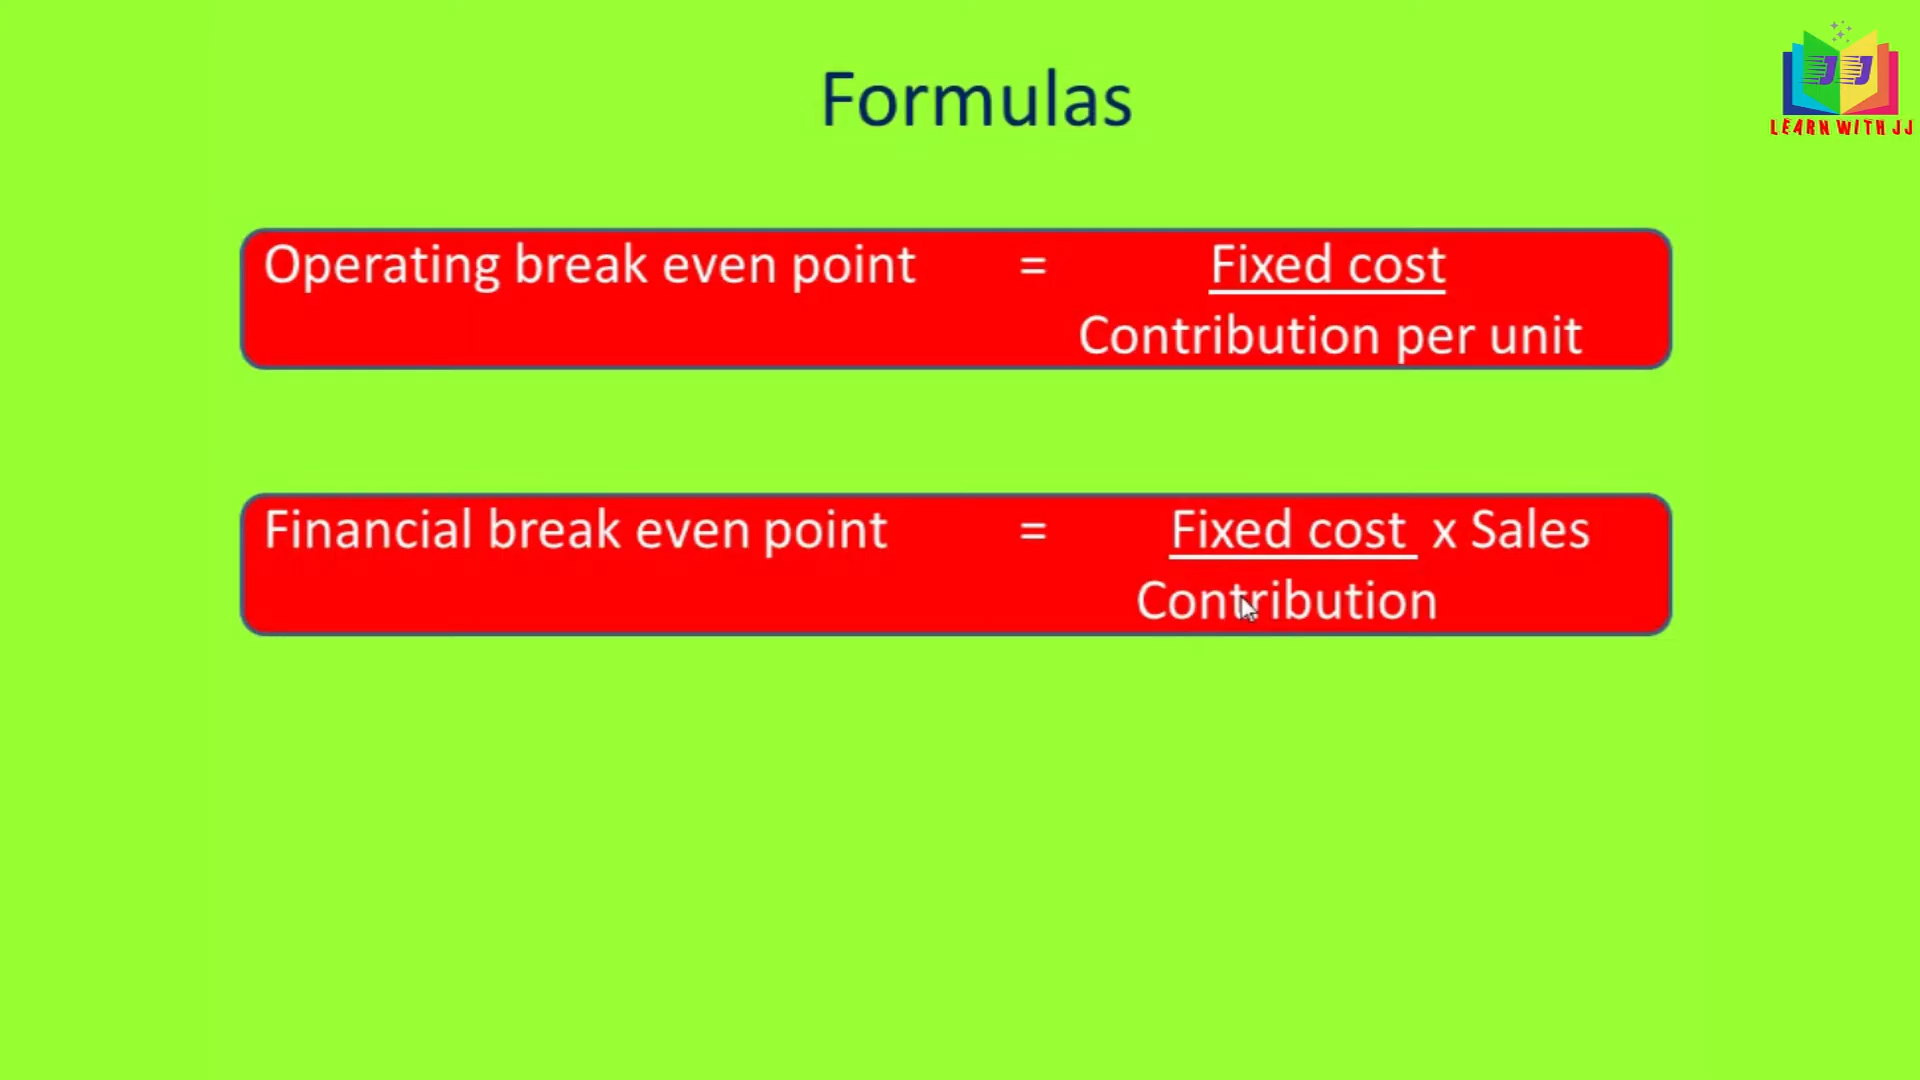 Formulas
JJ
LEARN WITH JJ
Operating break even point = Fixed cost
Contribution per unit
Financial break even point = Fixed cost x Sales
Contribution